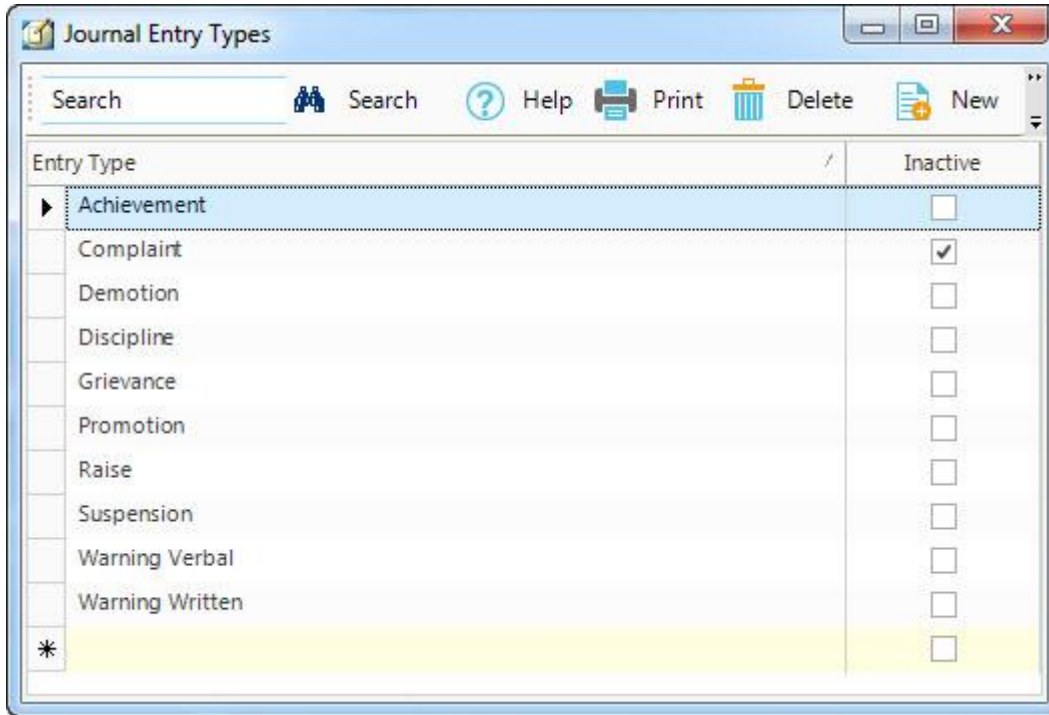 Journal Entry Types
Search Search Help Print Delete New
Entry Type Inactive
Achievement
Complaint
Demotion
Discipline
Grievance
Promotion
Raise
Suspension
Warning Verbal
Warning Written